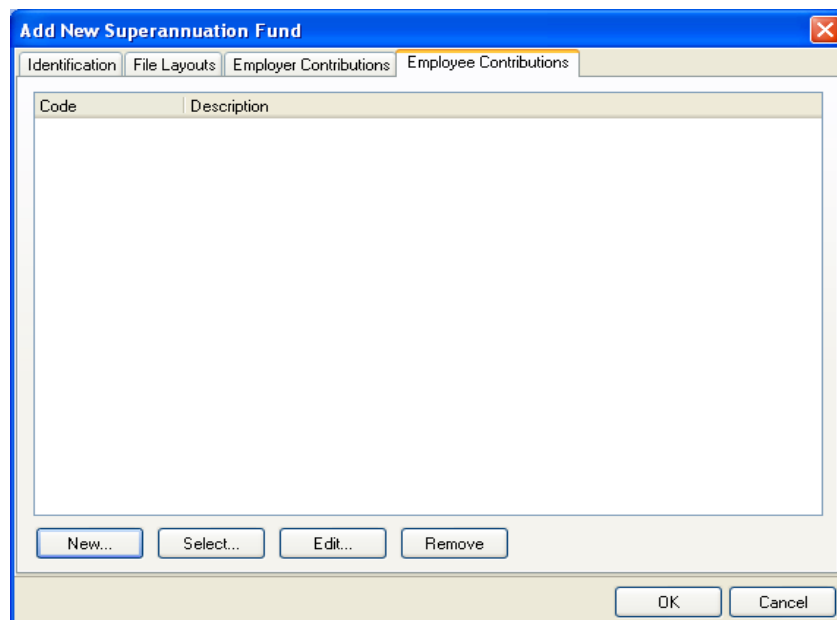 Add New Superannuation Fund
Identification File Layouts Employer Contributions Employee Contributions
Code Description
New... Select... Edit... Remove
OK Cancel